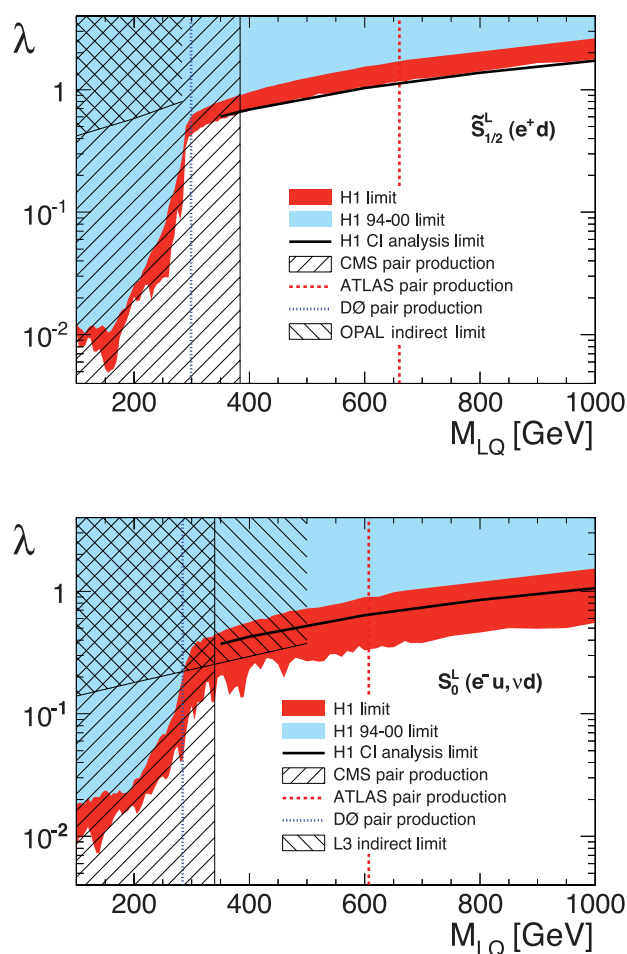 λ
1
10⁻¹
10⁻²
S̃ᴸ₁/₂ (e⁺d)
H1 limit
H1 94-00 limit
H1 CI analysis limit
CMS pair production
ATLAS pair production
DØ pair production
OPAL indirect limit
200 400 600 800 1000
M_LQ [GeV]
λ
1
10⁻¹
10⁻²
Sᴸ₀ (e⁻u, νd)
H1 limit
H1 94-00 limit
H1 CI analysis limit
CMS pair production
ATLAS pair production
DØ pair production
L3 indirect limit
200 400 600 800 1000
M_LQ [GeV]